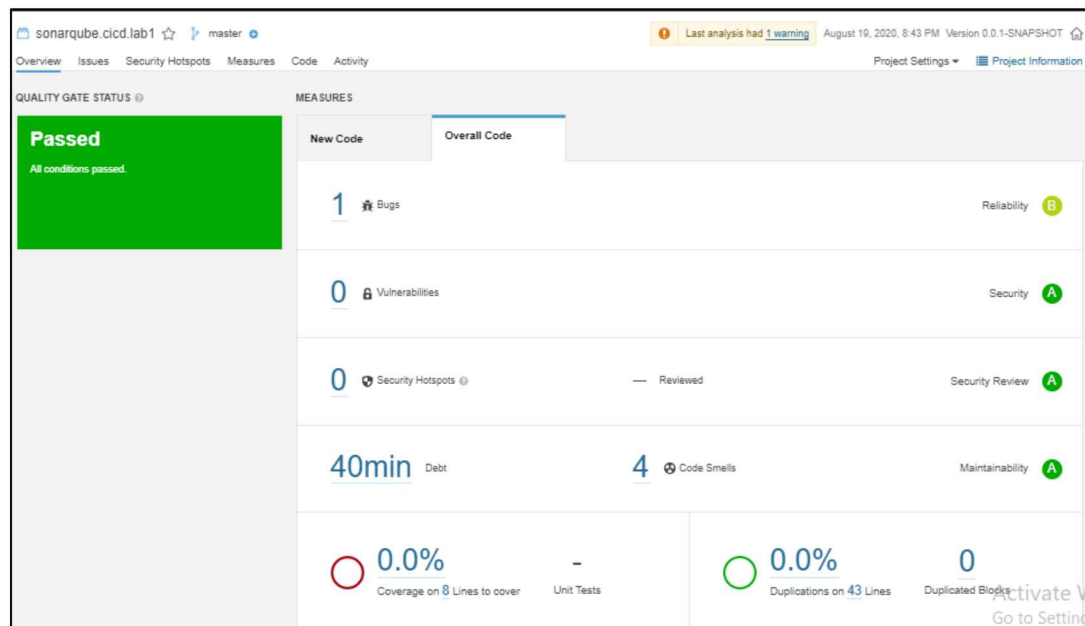 sonarqube.cicd.lab1 master Last analysis had 1 warning August 19, 2020, 8:43 PM Version 0.0.1-SNAPSHOT
Overview Issues Security Hotspots Measures Code Activity Project Settings Project Information
QUALITY GATE STATUS MEASURES
Passed
All conditions passed.
New Code Overall Code
1 Bugs Reliability B
0 Vulnerabilities Security A
0 Security Hotspots — Reviewed Security Review A
40min Debt 4 Code Smells Maintainability A
0.0% - 0.0% 0
Coverage on 8 Lines to cover Unit Tests Duplications on 43 Lines Duplicated Blocks
Activate
Go to